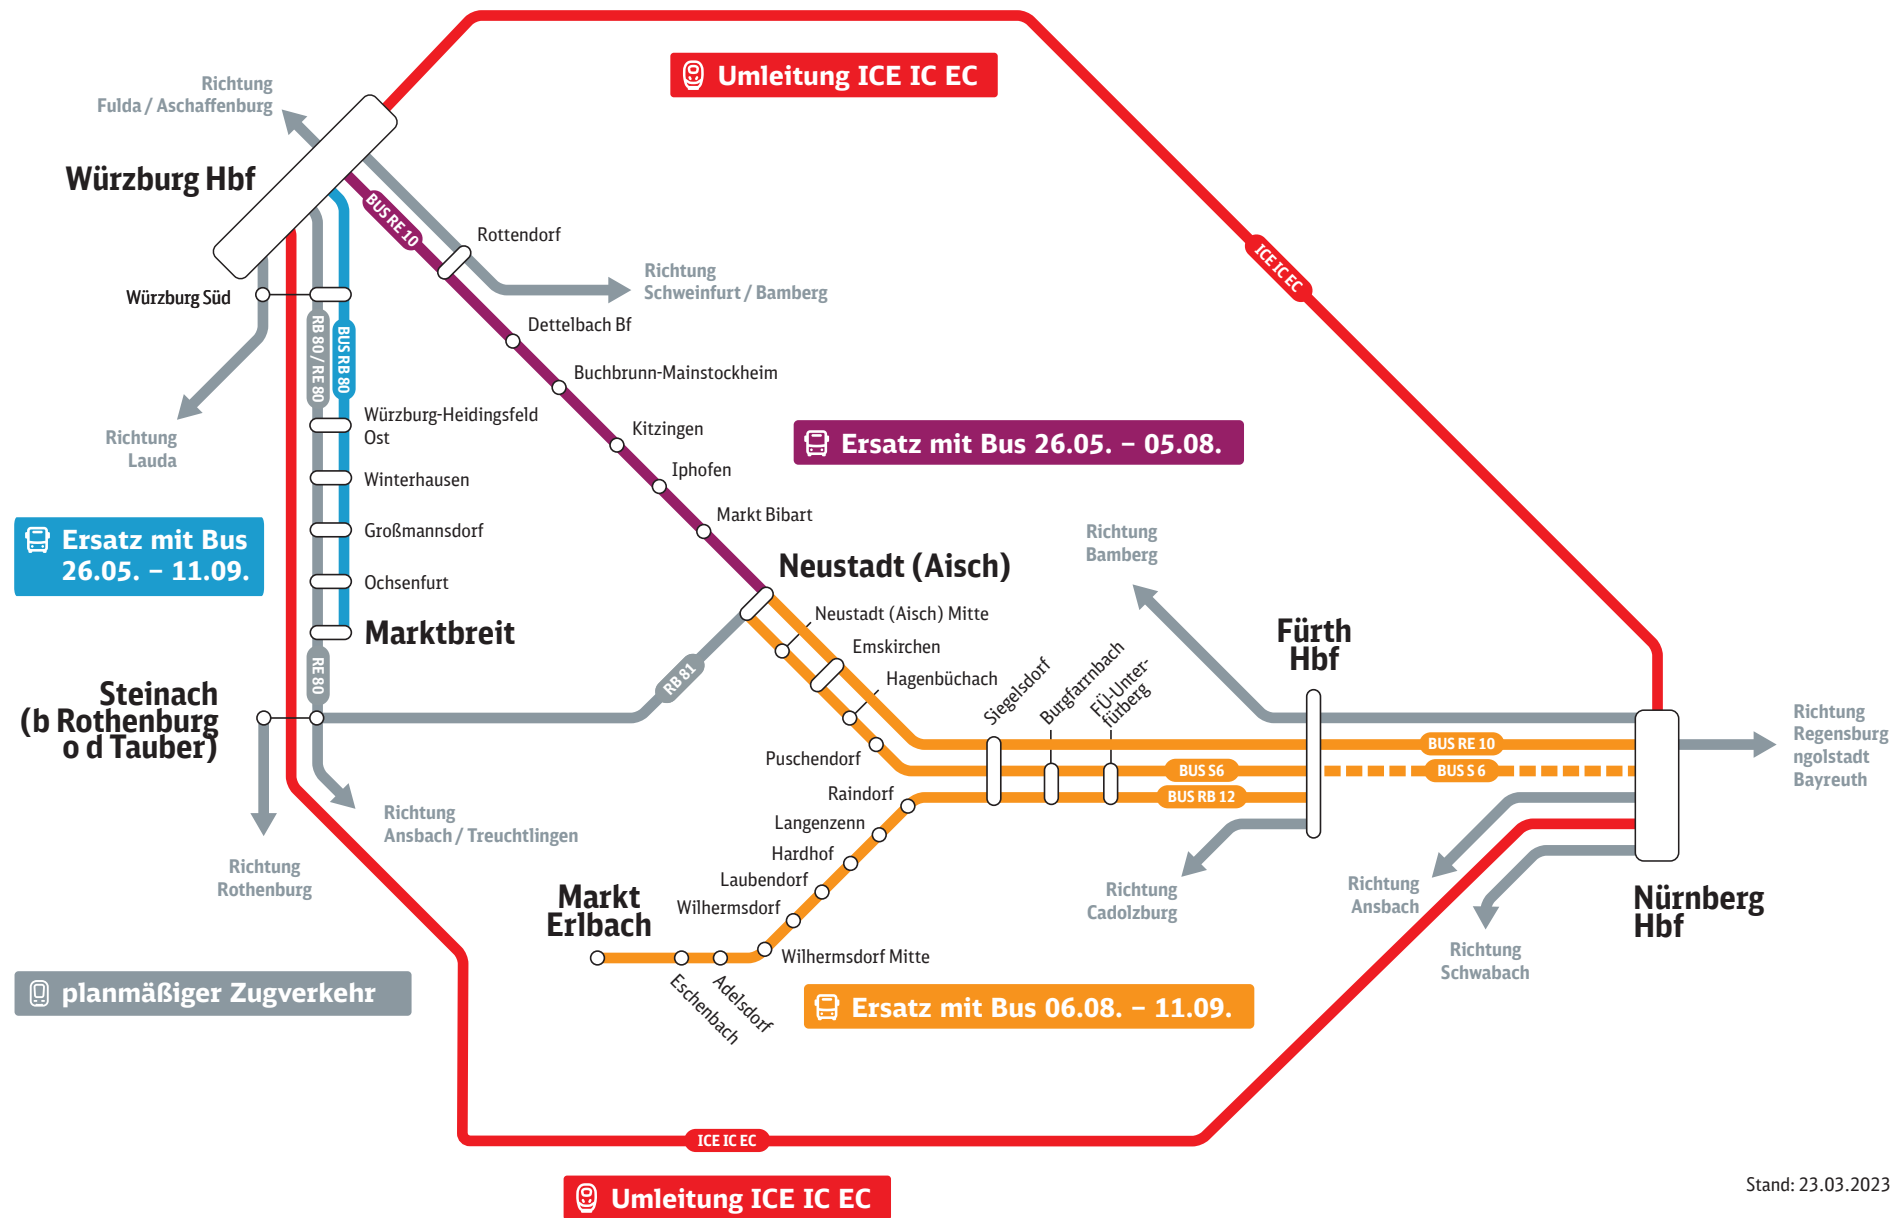 Umleitung ICE IC EC
Richtung
Fulda / Aschaffenburg
Würzburg Hbf
BUS RE 10
Rottendorf
ICE IC EC
Richtung
Schweinfurt / Bamberg
Würzburg Süd
RB 80 / RE 80
BUS RB 80
Dettelbach Bf
Buchbrunn-Mainstockheim
Richtung
Lauda
Würzburg-Heidingsfeld
Ost
Kitzingen
Ersatz mit Bus 26.05. – 05.08.
Iphofen
Winterhausen
Markt Bibart
Großmannsdorf
Ersatz mit Bus
26.05. – 11.09.
Richtung
Bamberg
Neustadt (Aisch)
Ochsenfurt
Neustadt (Aisch) Mitte
Marktbreit
Fürth
Hbf
Emskirchen
RE 80
RB 81
Hagenbüchach
Siegelsdorf
Burgfarrnbach
FÜ-Unter-
fürberg
Steinach
(b Rothenburg
o d Tauber)
Richtung
Regensburg
ngolstadt
Bayreuth
BUS RE 10
Puschendorf
BUS S6
BUS S 6
Raindorf
BUS RB 12
Richtung
Ansbach / Treuchtlingen
Langenzenn
Hardhof
Richtung
Rothenburg
Laubendorf
Richtung
Cadolzburg
Richtung
Ansbach
Markt
Erlbach
Wilhermsdorf
Nürnberg
Hbf
Wilhermsdorf Mitte
Richtung
Schwabach
Eschenbach
Adelsdorf
planmäßiger Zugverkehr
Ersatz mit Bus 06.08. – 11.09.
ICE IC EC
Umleitung ICE IC EC
Stand: 23.03.2023